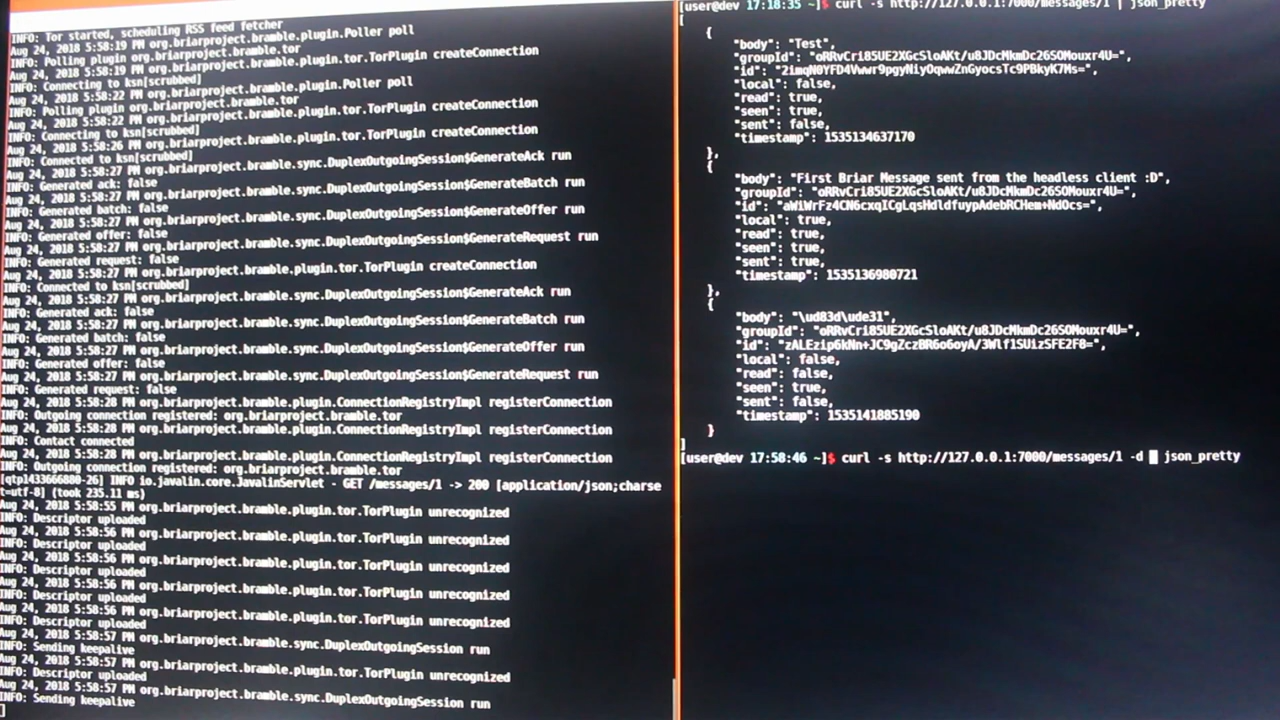 INFO: Tor started, scheduling RSS feed fetcher
Aug 24, 2018 5:58:19 PM org.briarproject.bramble.plugin.Poller poll
INFO: Polling plugin org.briarproject.bramble.tor
Aug 24, 2018 5:58:19 PM org.briarproject.bramble.plugin.tor.TorPlugin createConnection
INFO: Connecting to ksn[scrubbed]
Aug 24, 2018 5:58:22 PM org.briarproject.bramble.plugin.Poller poll
INFO: Polling plugin org.briarproject.bramble.tor
Aug 24, 2018 5:58:22 PM org.briarproject.bramble.plugin.tor.TorPlugin createConnection
INFO: Connecting to ksn[scrubbed]
Aug 24, 2018 5:58:26 PM org.briarproject.bramble.plugin.tor.TorPlugin createConnection
INFO: Connected to ksn[scrubbed]
Aug 24, 2018 5:58:27 PM org.briarproject.bramble.sync.DuplexOutgoingSession$GenerateAck run
INFO: Generated ack: false
Aug 24, 2018 5:58:27 PM org.briarproject.bramble.sync.DuplexOutgoingSession$GenerateBatch run
INFO: Generated batch: false
Aug 24, 2018 5:58:27 PM org.briarproject.bramble.sync.DuplexOutgoingSession$GenerateOffer run
INFO: Generated offer: false
Aug 24, 2018 5:58:27 PM org.briarproject.bramble.sync.DuplexOutgoingSession$GenerateRequest run
INFO: Generated request: false
Aug 24, 2018 5:58:27 PM org.briarproject.bramble.plugin.tor.TorPlugin createConnection
INFO: Connected to ksn[scrubbed]
Aug 24, 2018 5:58:27 PM org.briarproject.bramble.sync.DuplexOutgoingSession$GenerateAck run
INFO: Generated ack: false
Aug 24, 2018 5:58:27 PM org.briarproject.bramble.sync.DuplexOutgoingSession$GenerateBatch run
INFO: Generated batch: false
Aug 24, 2018 5:58:27 PM org.briarproject.bramble.sync.DuplexOutgoingSession$GenerateOffer run
INFO: Generated offer: false
Aug 24, 2018 5:58:27 PM org.briarproject.bramble.sync.DuplexOutgoingSession$GenerateRequest run
INFO: Generated request: false
Aug 24, 2018 5:58:28 PM org.briarproject.bramble.plugin.ConnectionRegistryImpl registerConnection
INFO: Outgoing connection registered: org.briarproject.bramble.tor
Aug 24, 2018 5:58:28 PM org.briarproject.bramble.plugin.ConnectionRegistryImpl registerConnection
INFO: Contact connected
Aug 24, 2018 5:58:28 PM org.briarproject.bramble.plugin.ConnectionRegistryImpl registerConnection
INFO: Outgoing connection registered: org.briarproject.bramble.tor
[qtp1433666880-26] INFO io.javalin.core.JavalinServlet - GET /messages/1 -> 200 [application/json;charse
t=utf-8] (took 235.11 ms)
Aug 24, 2018 5:58:55 PM org.briarproject.bramble.plugin.tor.TorPlugin unrecognized
INFO: Descriptor uploaded
Aug 24, 2018 5:58:56 PM org.briarproject.bramble.plugin.tor.TorPlugin unrecognized
INFO: Descriptor uploaded
Aug 24, 2018 5:58:56 PM org.briarproject.bramble.plugin.tor.TorPlugin unrecognized
INFO: Descriptor uploaded
Aug 24, 2018 5:58:56 PM org.briarproject.bramble.plugin.tor.TorPlugin unrecognized
INFO: Descriptor uploaded
Aug 24, 2018 5:58:56 PM org.briarproject.bramble.plugin.tor.TorPlugin unrecognized
INFO: Descriptor uploaded
Aug 24, 2018 5:58:57 PM org.briarproject.bramble.sync.DuplexOutgoingSession run
INFO: Sending keepalive
Aug 24, 2018 5:58:57 PM org.briarproject.bramble.plugin.tor.TorPlugin unrecognized
INFO: Descriptor uploaded
Aug 24, 2018 5:58:57 PM org.briarproject.bramble.sync.DuplexOutgoingSession run
INFO: Sending keepalive
[user@dev 17:18:35 ~]$ curl -s http://127.0.0.1:7000/messages/1 | json_pretty
[
{
"body": "Test",
"groupId": "oRRvCri85UE2XGcSloAKt/u8JDcMkmDc26SOMouxr4U=",
"id": "2imqN0YFD4Vwwr9pgyNiyOqwwZnGyocsTc9PBkyK7Ms=",
"local": false,
"read": true,
"seen": true,
"sent": false,
"timestamp": 1535134637170
},
{
"body": "First Briar Message sent from the headless client :D",
"groupId": "oRRvCri85UE2XGcSloAKt/u8JDcMkmDc26SOMouxr4U=",
"id": "aWiWrFz4CN6cxqICgLqsHdldfuypAdebRCHem+NdOcs=",
"local": true,
"read": true,
"seen": true,
"sent": true,
"timestamp": 1535136980721
},
{
"body": "\ud83d\ude31",
"groupId": "oRRvCri85UE2XGcSloAKt/u8JDcMkmDc26SOMouxr4U=",
"id": "zALEzip6kNn+JC9gZczBR6o6oyA/3Wlf1SUizSFE2F8=",
"local": false,
"read": false,
"seen": true,
"sent": false,
"timestamp": 1535141885190
}
]
[user@dev 17:58:46 ~]$ curl -s http://127.0.0.1:7000/messages/1 -d | json_pretty